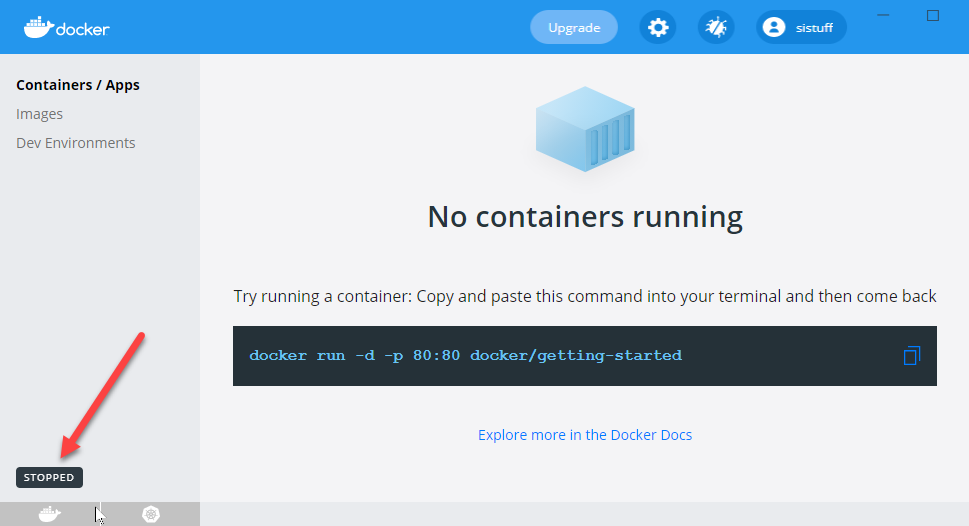 docker
Upgrade
sistuff
Containers / Apps
Images
Dev Environments
No containers running
Try running a container: Copy and paste this command into your terminal and then come back
docker run -d -p 80:80 docker/getting-started
Explore more in the Docker Docs
STOPPED